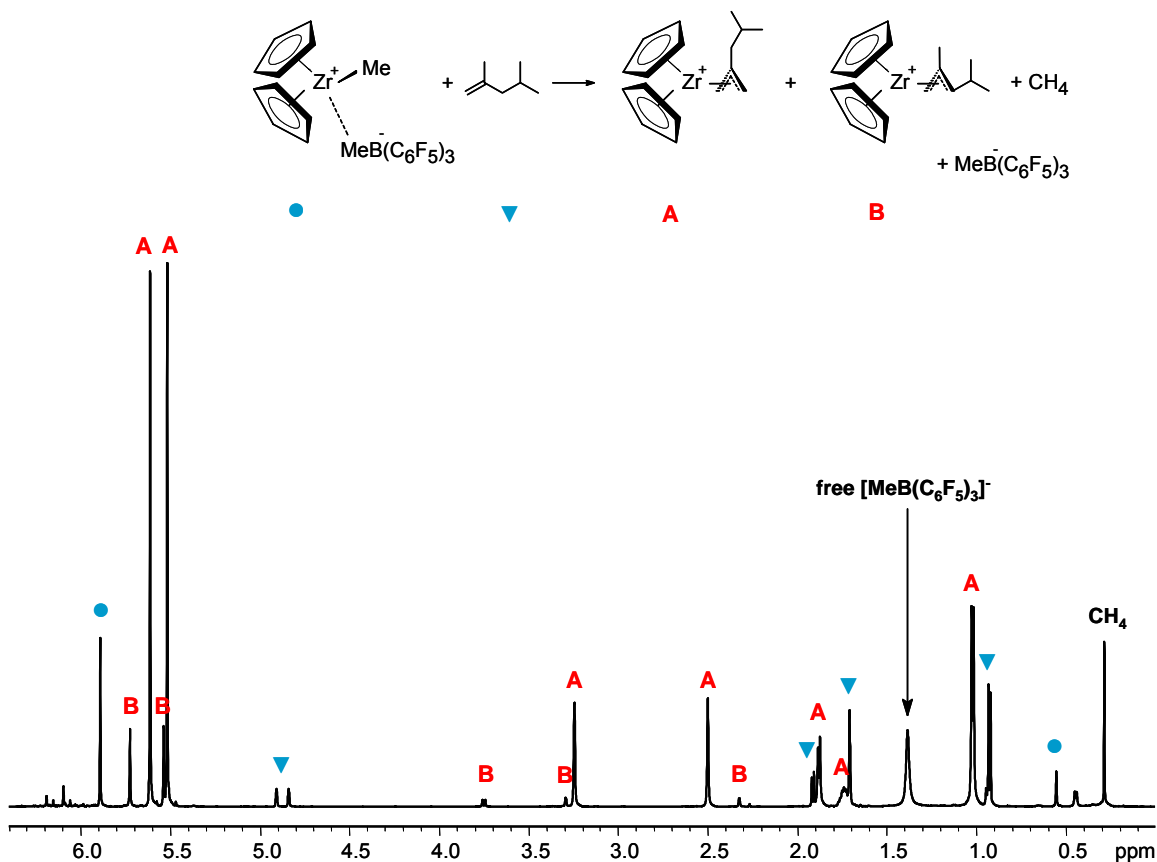 Zr + Me + Zr + + Zr + + CH4
MeB(C6F5)3 -
+ MeB(C6F5)3 -
A B
A A
free [MeB(C6F5)3]-
A
CH4
B B A A A
B B B A
6.0 5.5 5.0 4.5 4.0 3.5 3.0 2.5 2.0 1.5 1.0 0.5 ppm